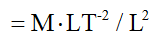 = M·LT⁻² / L²